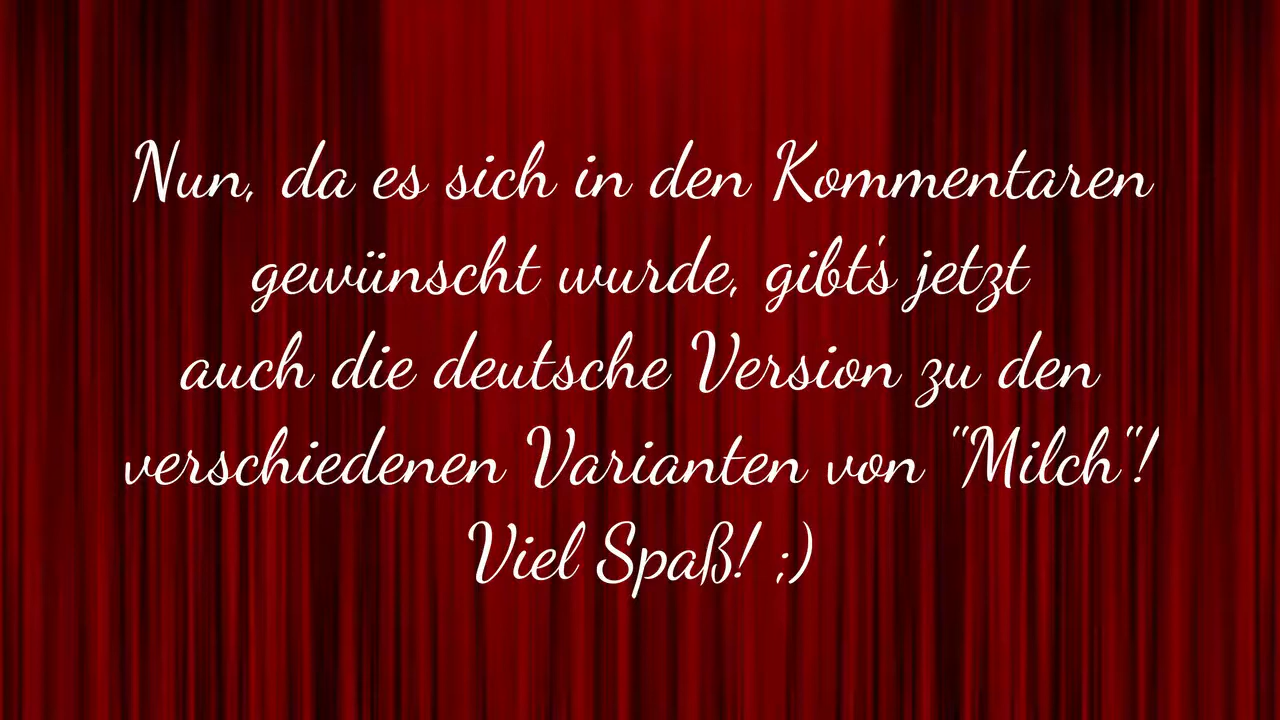 Nun, da es sich in den Kommentaren
gewünscht wurde, gibt's jetzt
auch die deutsche Version zu den
verschiedenen Varianten von "Milch"!
Viel Spaß! ;)